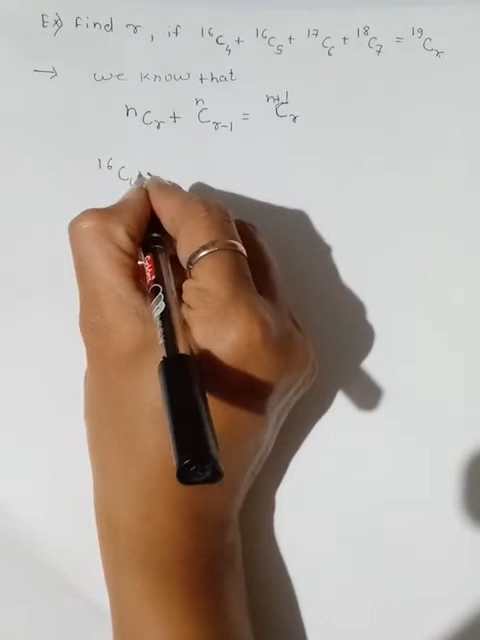 Ex) find r, if ¹⁶C₄ + ¹⁶C₅ + ¹⁷C₆ + ¹⁸C₇ = ¹⁹Cᵣ
→ we know that
ⁿCᵣ + ⁿCᵣ₋₁ = ⁿ⁺¹Cᵣ
¹⁶C